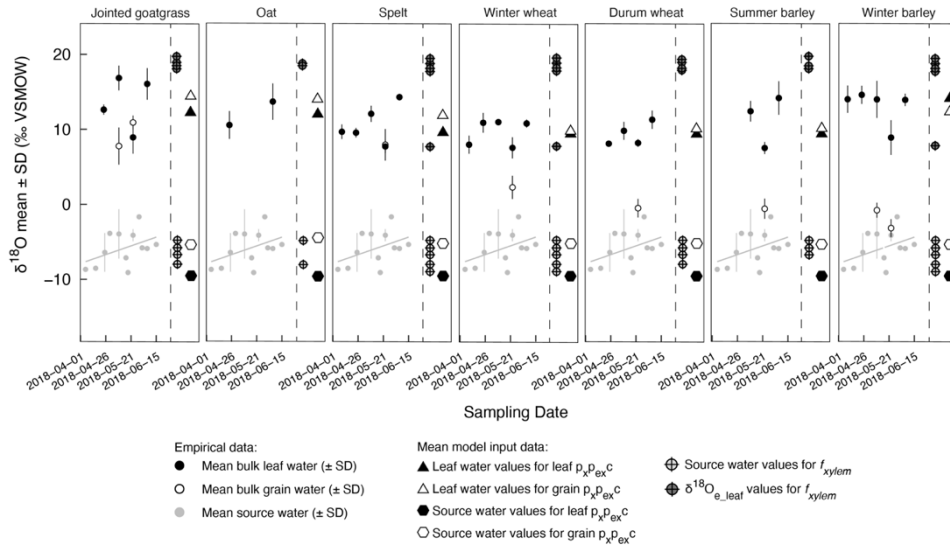 Jointed goatgrass Oat Spelt Winter wheat Durum wheat Summer barley Winter barley
δ18O mean ± SD (‰ VSMOW)
20
10
0
−10
2018−04−01 2018−04−26 2018−05−21 2018−06−15 2018−04−01 2018−04−26 2018−05−21 2018−06−15 2018−04−01 2018−04−26 2018−05−21 2018−06−15 2018−04−01 2018−04−26 2018−05−21 2018−06−15 2018−04−01 2018−04−26 2018−05−21 2018−06−15 2018−04−01 2018−04−26 2018−05−21 2018−06−15 2018−04−01 2018−04−26 2018−05−21 2018−06−15
Sampling Date
Empirical data:
Mean bulk leaf water (± SD)
Mean bulk grain water (± SD)
Mean source water (± SD)
Mean model input data:
Leaf water values for leaf pxpexc
Leaf water values for grain pxpexc
Source water values for leaf pxpexc
Source water values for grain pxpexc
Source water values for fxylem
δ18Oe_leaf values for fxylem